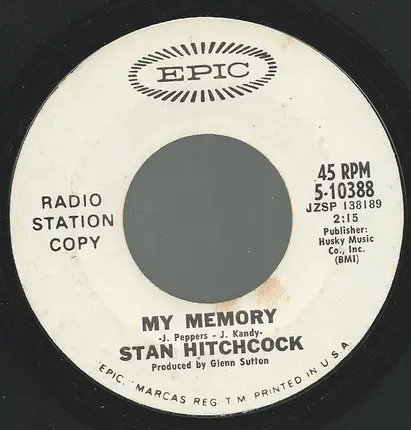 EPIC
RADIO
STATION
COPY
45 RPM
5-10388
JZSP 138189
2:15
Publisher:
Husky Music
Co., Inc.
(BMI)
MY MEMORY
-J. Peppers - J. Kandy-
STAN HITCHCOCK
Produced by Glenn Sutton
"EPIC," MARCAS REG. T M PRINTED IN U.S.A.